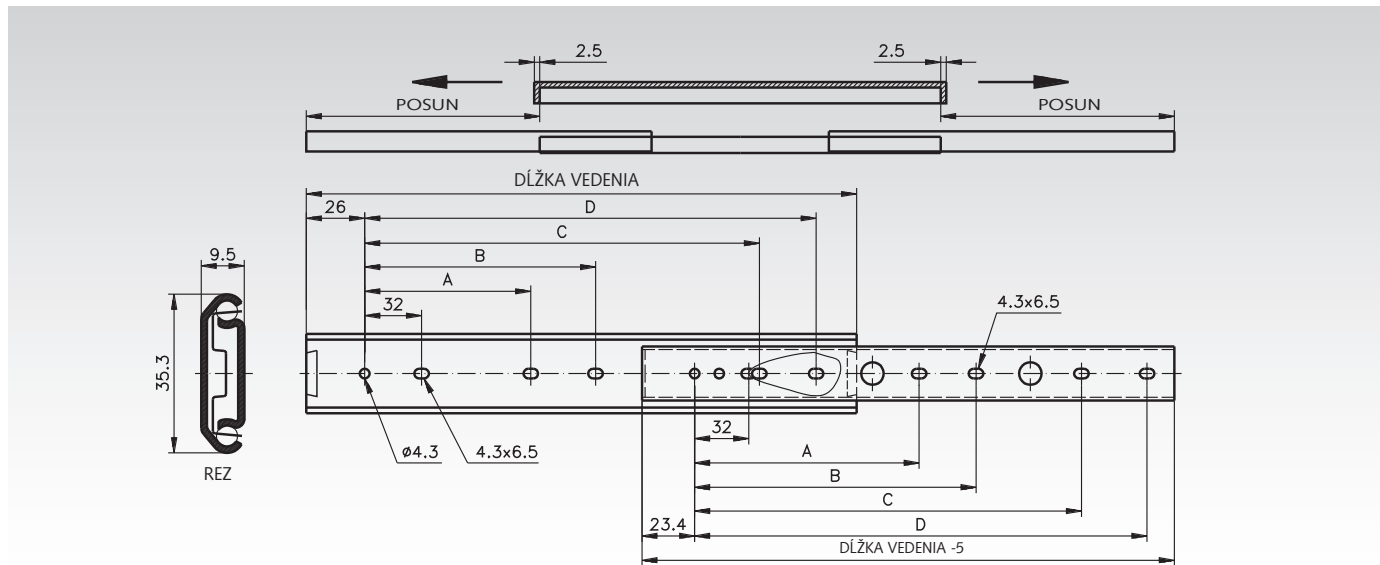 2.5
2.5
POSUN
POSUN
DĹŽKA VEDENIA
26
D
C
9.5
B
A
32
4.3x6.5
35.3
32
ø4.3
4.3x6.5
A
REZ
B
C
23.4
D
DĹŽKA VEDENIA -5